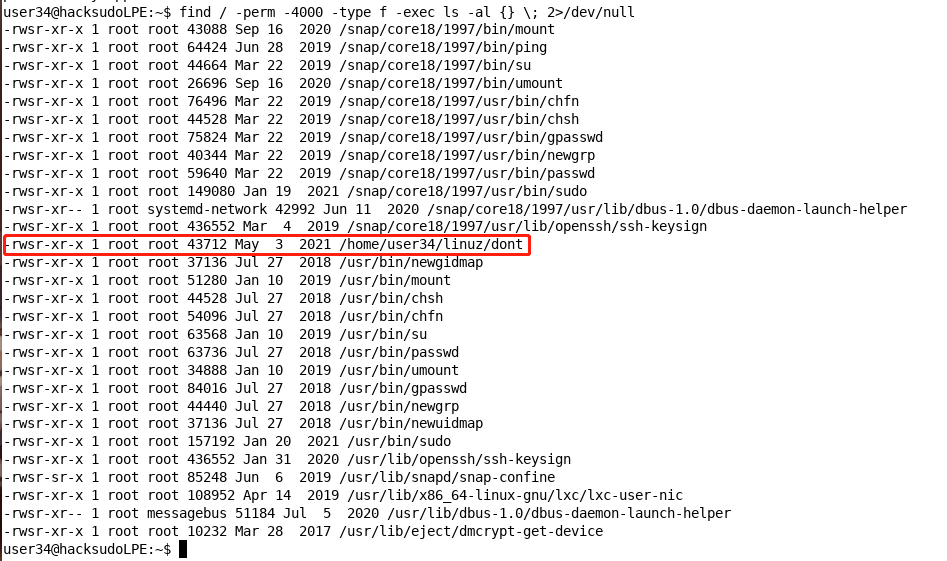 user34@hacksudoLPE:~$ find / -perm -4000 -type f -exec ls -al {} \; 2>/dev/null
-rwsr-xr-x 1 root root 43088 Sep 16  2020 /snap/core18/1997/bin/mount
-rwsr-xr-x 1 root root 64424 Jun 28  2019 /snap/core18/1997/bin/ping
-rwsr-xr-x 1 root root 44664 Mar 22  2019 /snap/core18/1997/bin/su
-rwsr-xr-x 1 root root 26696 Sep 16  2020 /snap/core18/1997/bin/umount
-rwsr-xr-x 1 root root 76496 Mar 22  2019 /snap/core18/1997/usr/bin/chfn
-rwsr-xr-x 1 root root 44528 Mar 22  2019 /snap/core18/1997/usr/bin/chsh
-rwsr-xr-x 1 root root 75824 Mar 22  2019 /snap/core18/1997/usr/bin/gpasswd
-rwsr-xr-x 1 root root 40344 Mar 22  2019 /snap/core18/1997/usr/bin/newgrp
-rwsr-xr-x 1 root root 59640 Mar 22  2019 /snap/core18/1997/usr/bin/passwd
-rwsr-xr-x 1 root root 149080 Jan 19  2021 /snap/core18/1997/usr/bin/sudo
-rwsr-xr-- 1 root systemd-network 42992 Jun 11  2020 /snap/core18/1997/usr/lib/dbus-1.0/dbus-daemon-launch-helper
-rwsr-xr-x 1 root root 436552 Mar  4  2019 /snap/core18/1997/usr/lib/openssh/ssh-keysign
-rwsr-xr-x 1 root root 43712 May  3  2021 /home/user34/linuz/dont
-rwsr-xr-x 1 root root 37136 Jul 27  2018 /usr/bin/newgidmap
-rwsr-xr-x 1 root root 51280 Jan 10  2019 /usr/bin/mount
-rwsr-xr-x 1 root root 44528 Jul 27  2018 /usr/bin/chsh
-rwsr-xr-x 1 root root 54096 Jul 27  2018 /usr/bin/chfn
-rwsr-xr-x 1 root root 63568 Jan 10  2019 /usr/bin/su
-rwsr-xr-x 1 root root 63736 Jul 27  2018 /usr/bin/passwd
-rwsr-xr-x 1 root root 34888 Jan 10  2019 /usr/bin/umount
-rwsr-xr-x 1 root root 84016 Jul 27  2018 /usr/bin/gpasswd
-rwsr-xr-x 1 root root 44440 Jul 27  2018 /usr/bin/newgrp
-rwsr-xr-x 1 root root 37136 Jul 27  2018 /usr/bin/newuidmap
-rwsr-xr-x 1 root root 157192 Jan 20  2021 /usr/bin/sudo
-rwsr-xr-x 1 root root 436552 Jan 31  2020 /usr/lib/openssh/ssh-keysign
-rwsr-sr-x 1 root root 85248 Jun  6  2019 /usr/lib/snapd/snap-confine
-rwsr-xr-x 1 root root 108952 Apr 14  2019 /usr/lib/x86_64-linux-gnu/lxc/lxc-user-nic
-rwsr-xr-- 1 root messagebus 51184 Jul  5  2020 /usr/lib/dbus-1.0/dbus-daemon-launch-helper
-rwsr-xr-x 1 root root 10232 Mar 28  2017 /usr/lib/eject/dmcrypt-get-device
user34@hacksudoLPE:~$